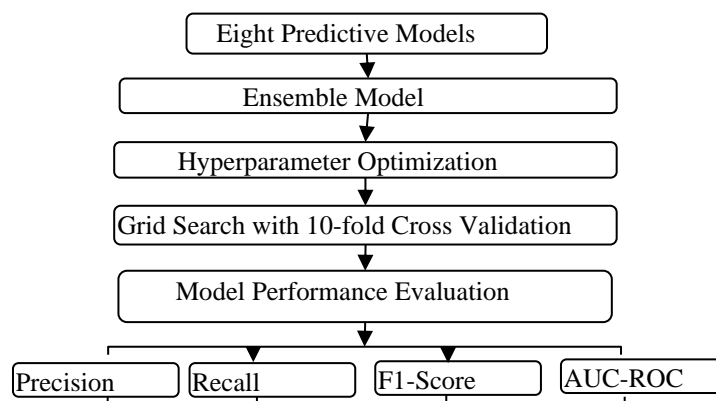 Eight Predictive Models
Ensemble Model
Hyperparameter Optimization
Grid Search with 10-fold Cross Validation
Model Performance Evaluation
Precision
Recall
F1-Score
AUC-ROC